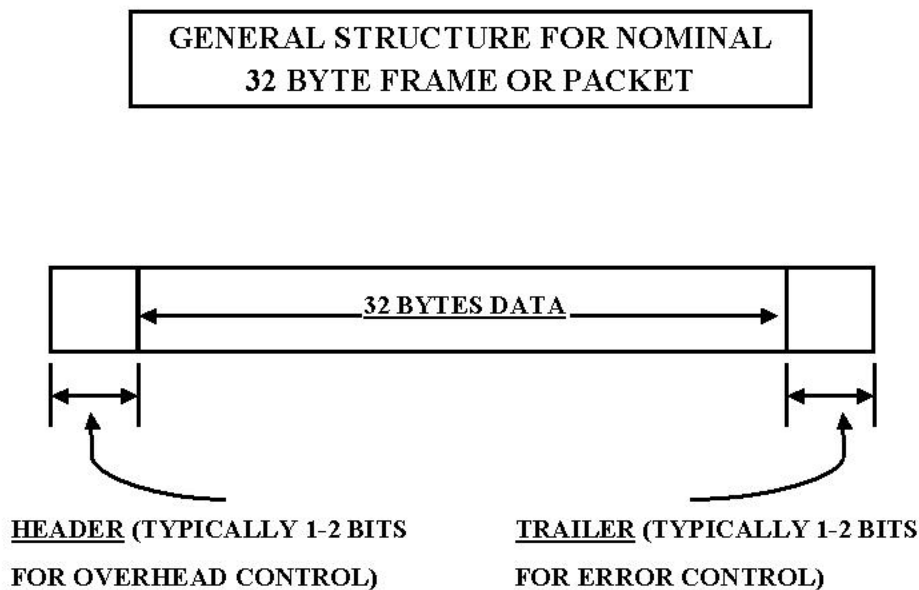 GENERAL STRUCTURE FOR NOMINAL
32 BYTE FRAME OR PACKET
32 BYTES DATA
HEADER (TYPICALLY 1-2 BITS
FOR OVERHEAD CONTROL)
TRAILER (TYPICALLY 1-2 BITS
FOR ERROR CONTROL)